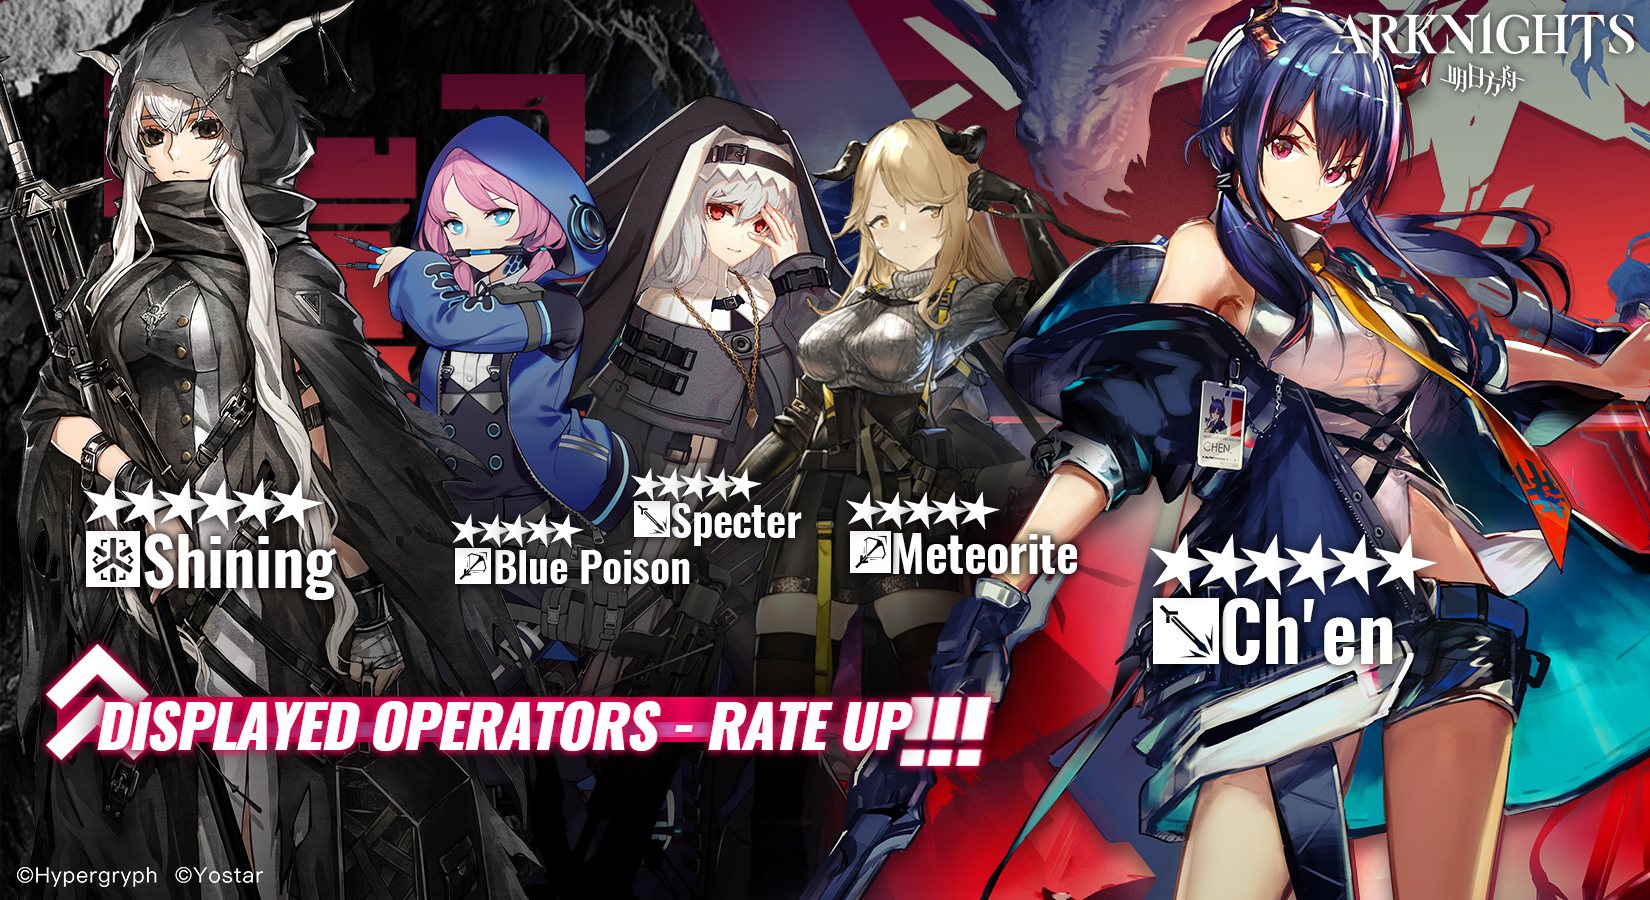 ARKNIGHTS
明日方舟
CHEN
Shining
Blue Poison
Specter
Meteorite
Ch'en
DISPLAYED OPERATORS - RATE UP!!!
©Hypergryph ©Yostar